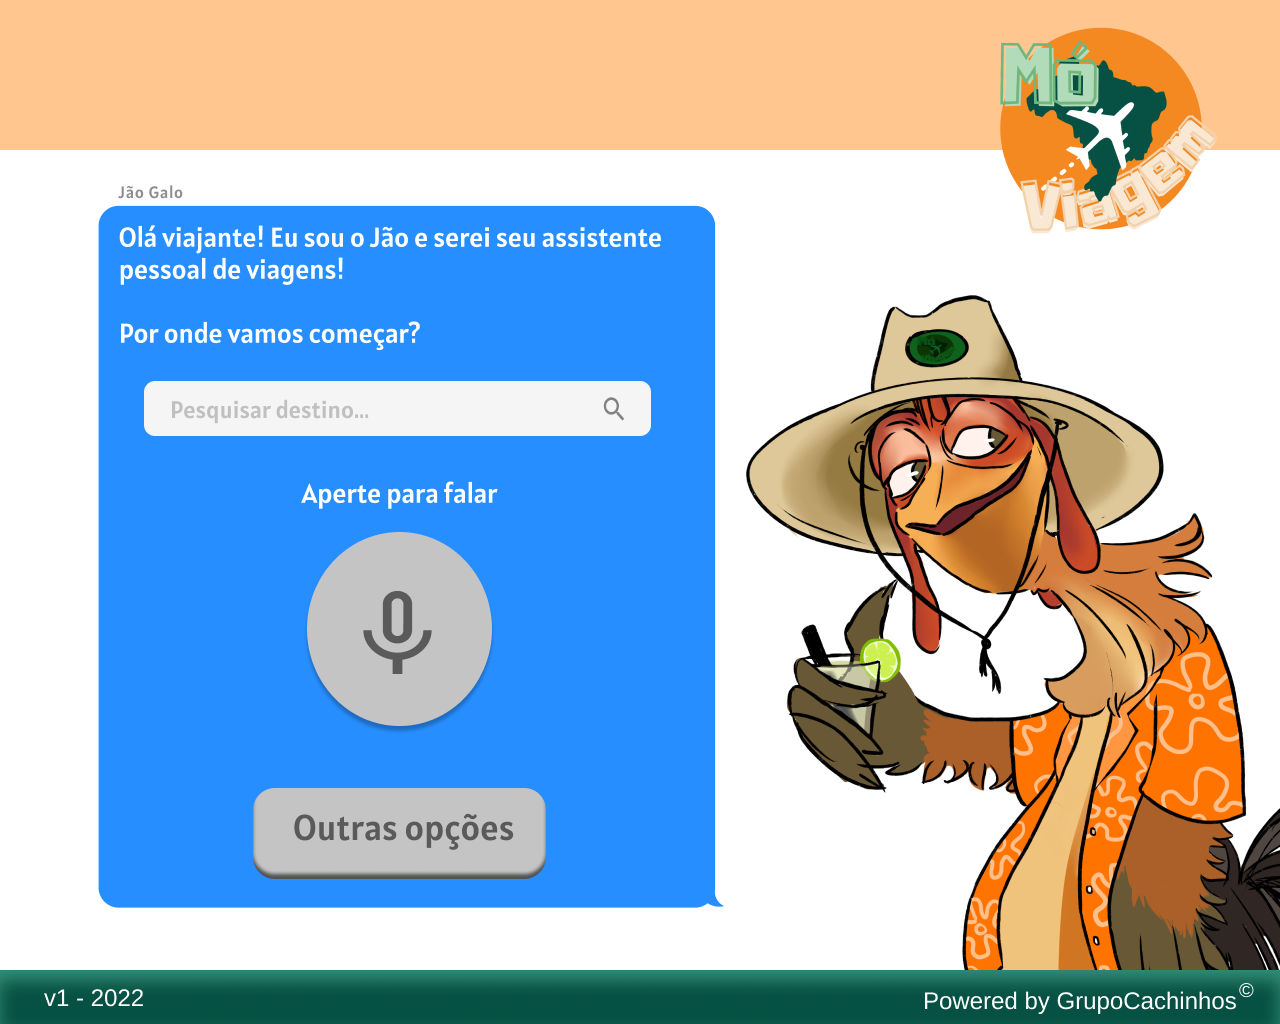 Mó
Viagem
Jão Galo
Olá viajante! Eu sou o Jão e serei seu assistente
pessoal de viagens!
Por onde vamos começar?
Pesquisar destino...
Aperte para falar
Outras opções
v1 - 2022
Powered by GrupoCachinhos©